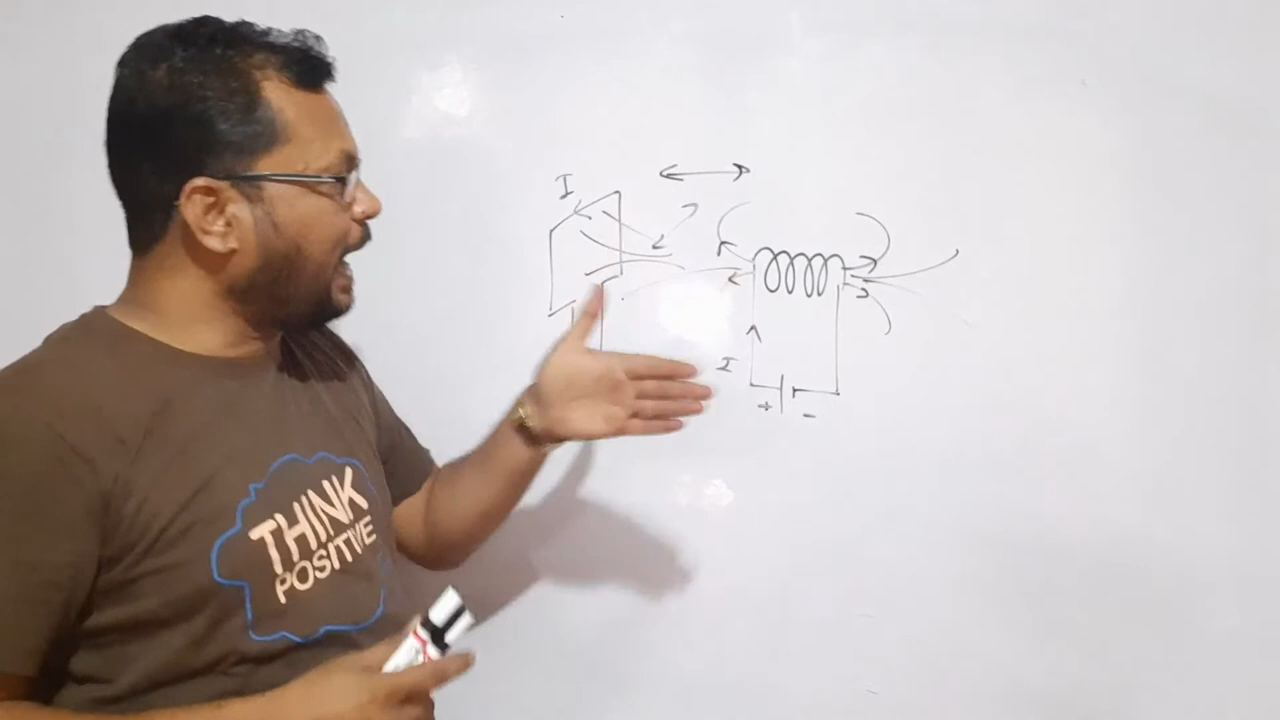 I
I
+ -
THINK
POSITIVE